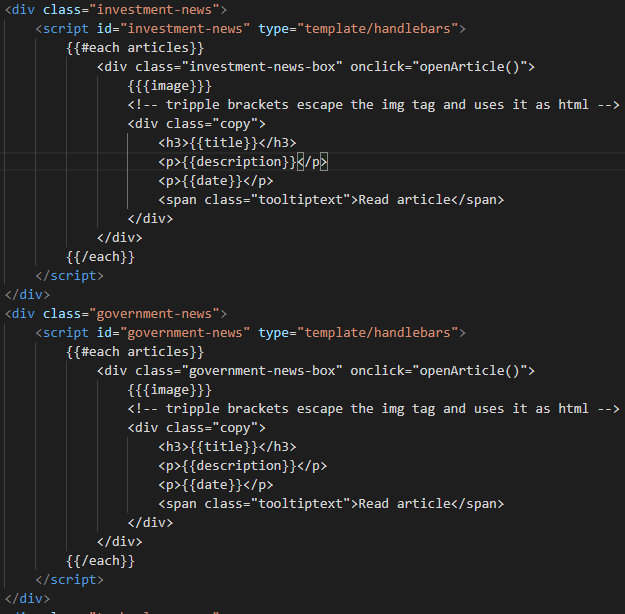 <div class="investment-news">
<script id="investment-news" type="template/handlebars">
{{#each articles}}
<div class="investment-news-box" onclick="openArticle()">
{{{image}}}
<!-- tripple brackets escape the img tag and uses it as html -->
<div class="copy">
<h3>{{title}}</h3>
<p>{{description}}</p>
<p>{{date}}</p>
<span class="tooltiptext">Read article</span>
</div>
</div>
{{/each}}
</script>
</div>
<div class="government-news">
<script id="government-news" type="template/handlebars">
{{#each articles}}
<div class="government-news-box" onclick="openArticle()">
{{{image}}}
<!-- tripple brackets escape the img tag and uses it as html -->
<div class="copy">
<h3>{{title}}</h3>
<p>{{description}}</p>
<p>{{date}}</p>
<span class="tooltiptext">Read article</span>
</div>
</div>
{{/each}}
</script>
</div>